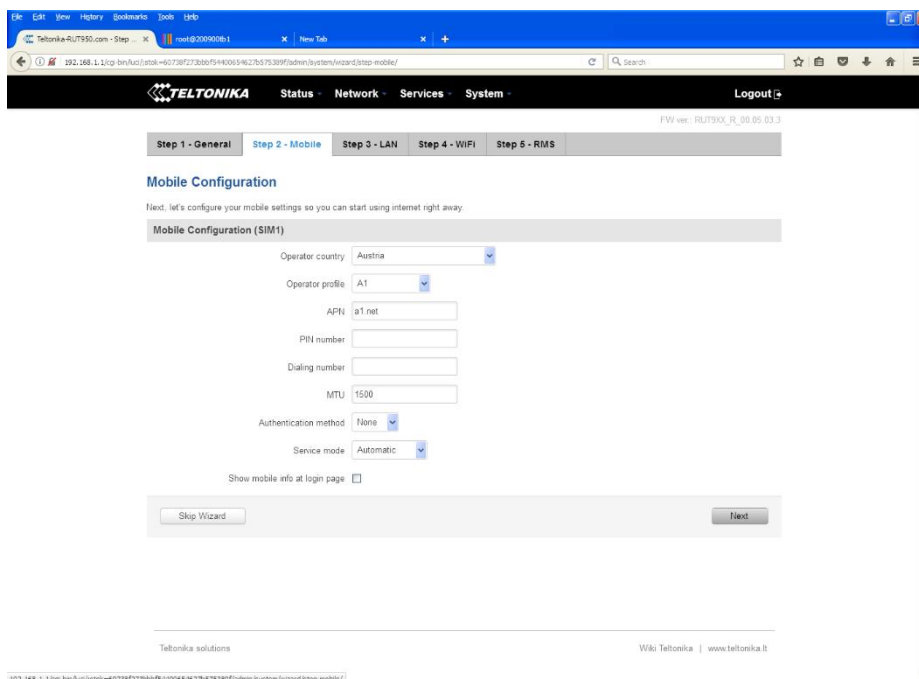 File Edit View History Bookmarks Tools Help
Teltonika-RUT950.com - Step ... × root@200900tb1 × New Tab × +
192.168.1.1/cgi-bin/luci/;stok=60738f273bbbf54400654627b575389f/admin/system/wizard/step-mobile/ Search
TELTONIKA Status Network Services System Logout
FW ver.: RUT9XX_R_00.05.03.3
Step 1 - General Step 2 - Mobile Step 3 - LAN Step 4 - WiFi Step 5 - RMS
Mobile Configuration
Next, let's configure your mobile settings so you can start using internet right away.
Mobile Configuration (SIM1)
Operator country Austria
Operator profile A1
APN a1.net
PIN number
Dialing number
MTU 1500
Authentication method None
Service mode Automatic
Show mobile info at login page
Skip Wizard Next
Teltonika solutions Wiki Teltonika | www.teltonika.lt